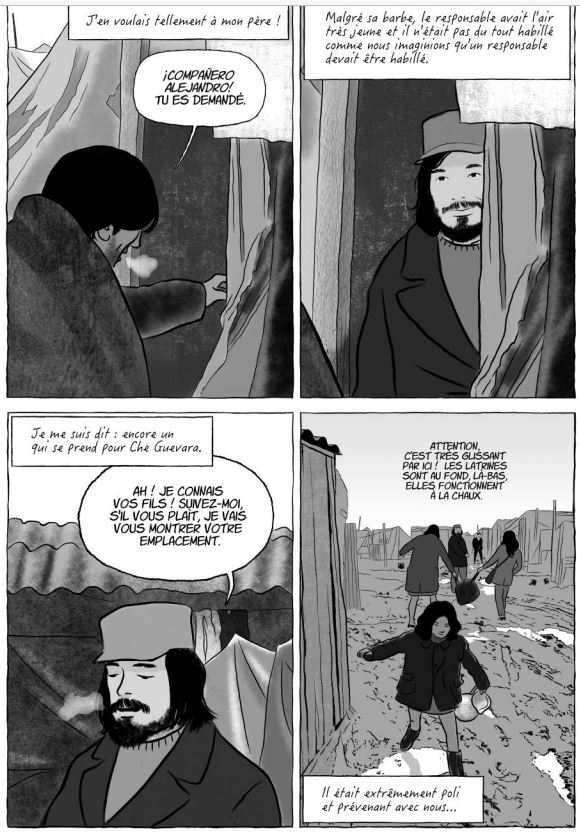 J'en voulais tellement à mon père !
¡COMPAÑERO
ALEJANDRO!
TU ES DEMANDÉ.
Malgré sa barbe, le responsable avait l'air
très jeune et il n'était pas du tout habillé
comme nous imaginions qu'un responsable
devait être habillé.
Je me suis dit : encore un
qui se prend pour Che Guevara.
AH ! JE CONNAIS
VOS FILS ! SUIVEZ-MOI,
S'IL VOUS PLAÎT, JE VAIS
VOUS MONTRER VOTRE
EMPLACEMENT.
ATTENTION,
C'EST TRÈS GLISSANT
PAR ICI ! LES LATRINES
SONT AU FOND, LÀ-BAS,
ELLES FONCTIONNENT
À LA CHAUX.
Il était extrêmement poli
et prévenant avec nous...